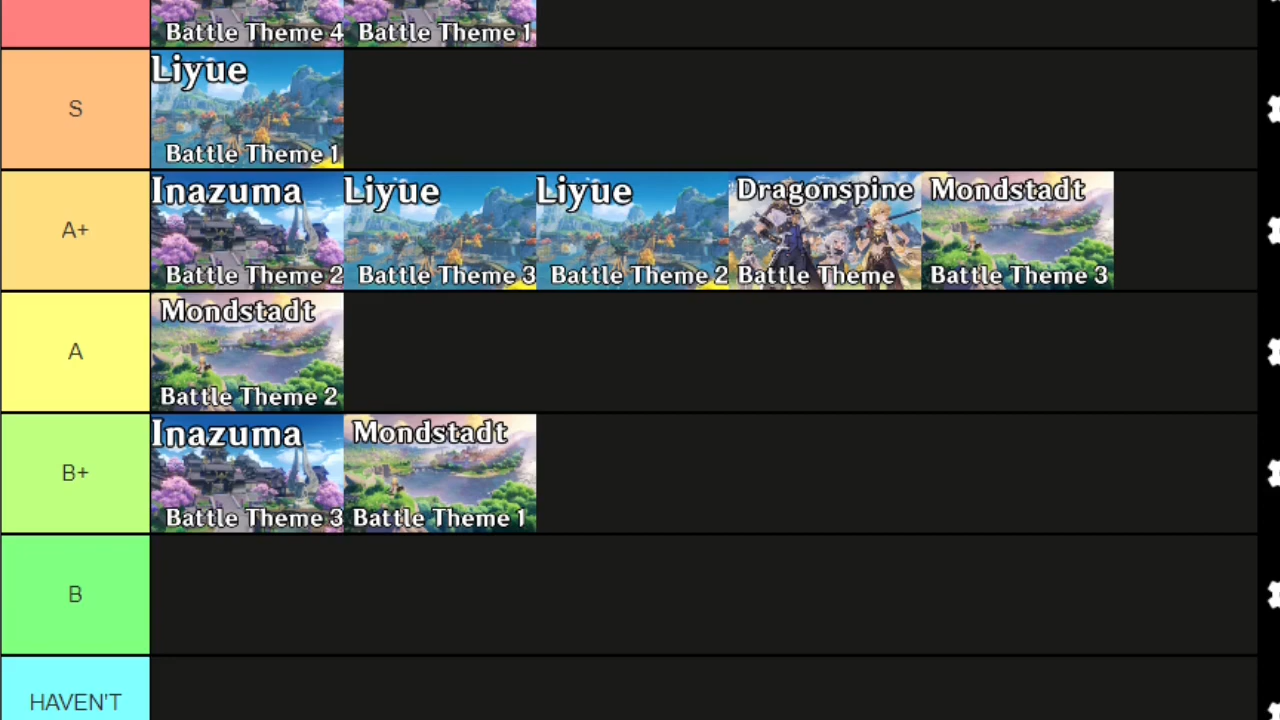 Battle Theme 4 Battle Theme 1
S
Liyue
Battle Theme 1
A+
Inazuma Liyue Liyue Dragonspine Mondstadt
Battle Theme 2 Battle Theme 3 Battle Theme 2 Battle Theme Battle Theme 3
A
Mondstadt
Battle Theme 2
B+
Inazuma Mondstadt
Battle Theme 3 Battle Theme 1
B
HAVEN'T